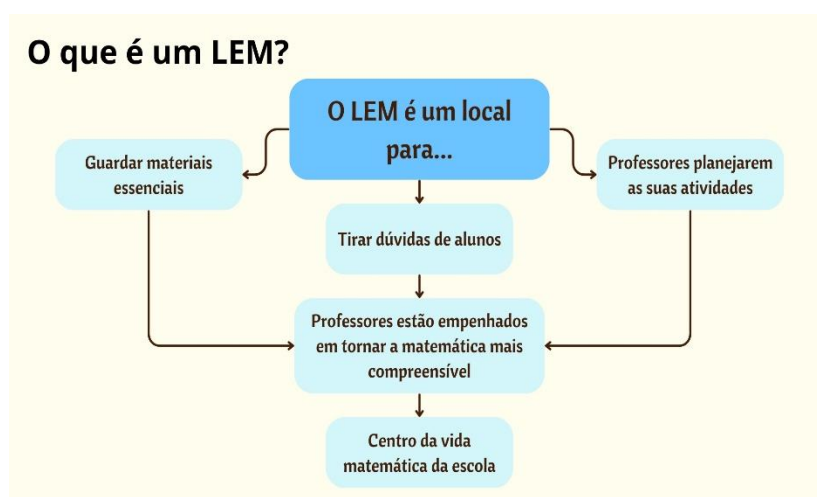 O que é um LEM?
O LEM é um local
para...
Guardar materiais
essenciais
Professores planejarem
as suas atividades
Tirar dúvidas de alunos
Professores estão empenhados
em tornar a matemática mais
compreensível
Centro da vida
matemática da escola